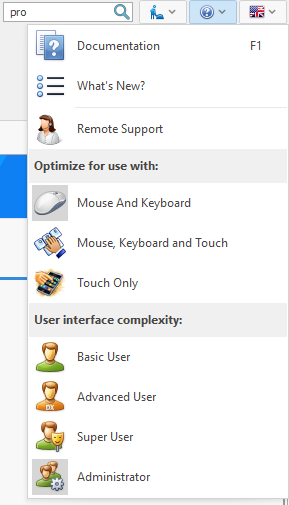 pro
Documentation F1
What's New?
Remote Support
Optimize for use with:
Mouse And Keyboard
Mouse, Keyboard and Touch
Touch Only
User interface complexity:
Basic User
DX
Advanced User
Super User
Administrator